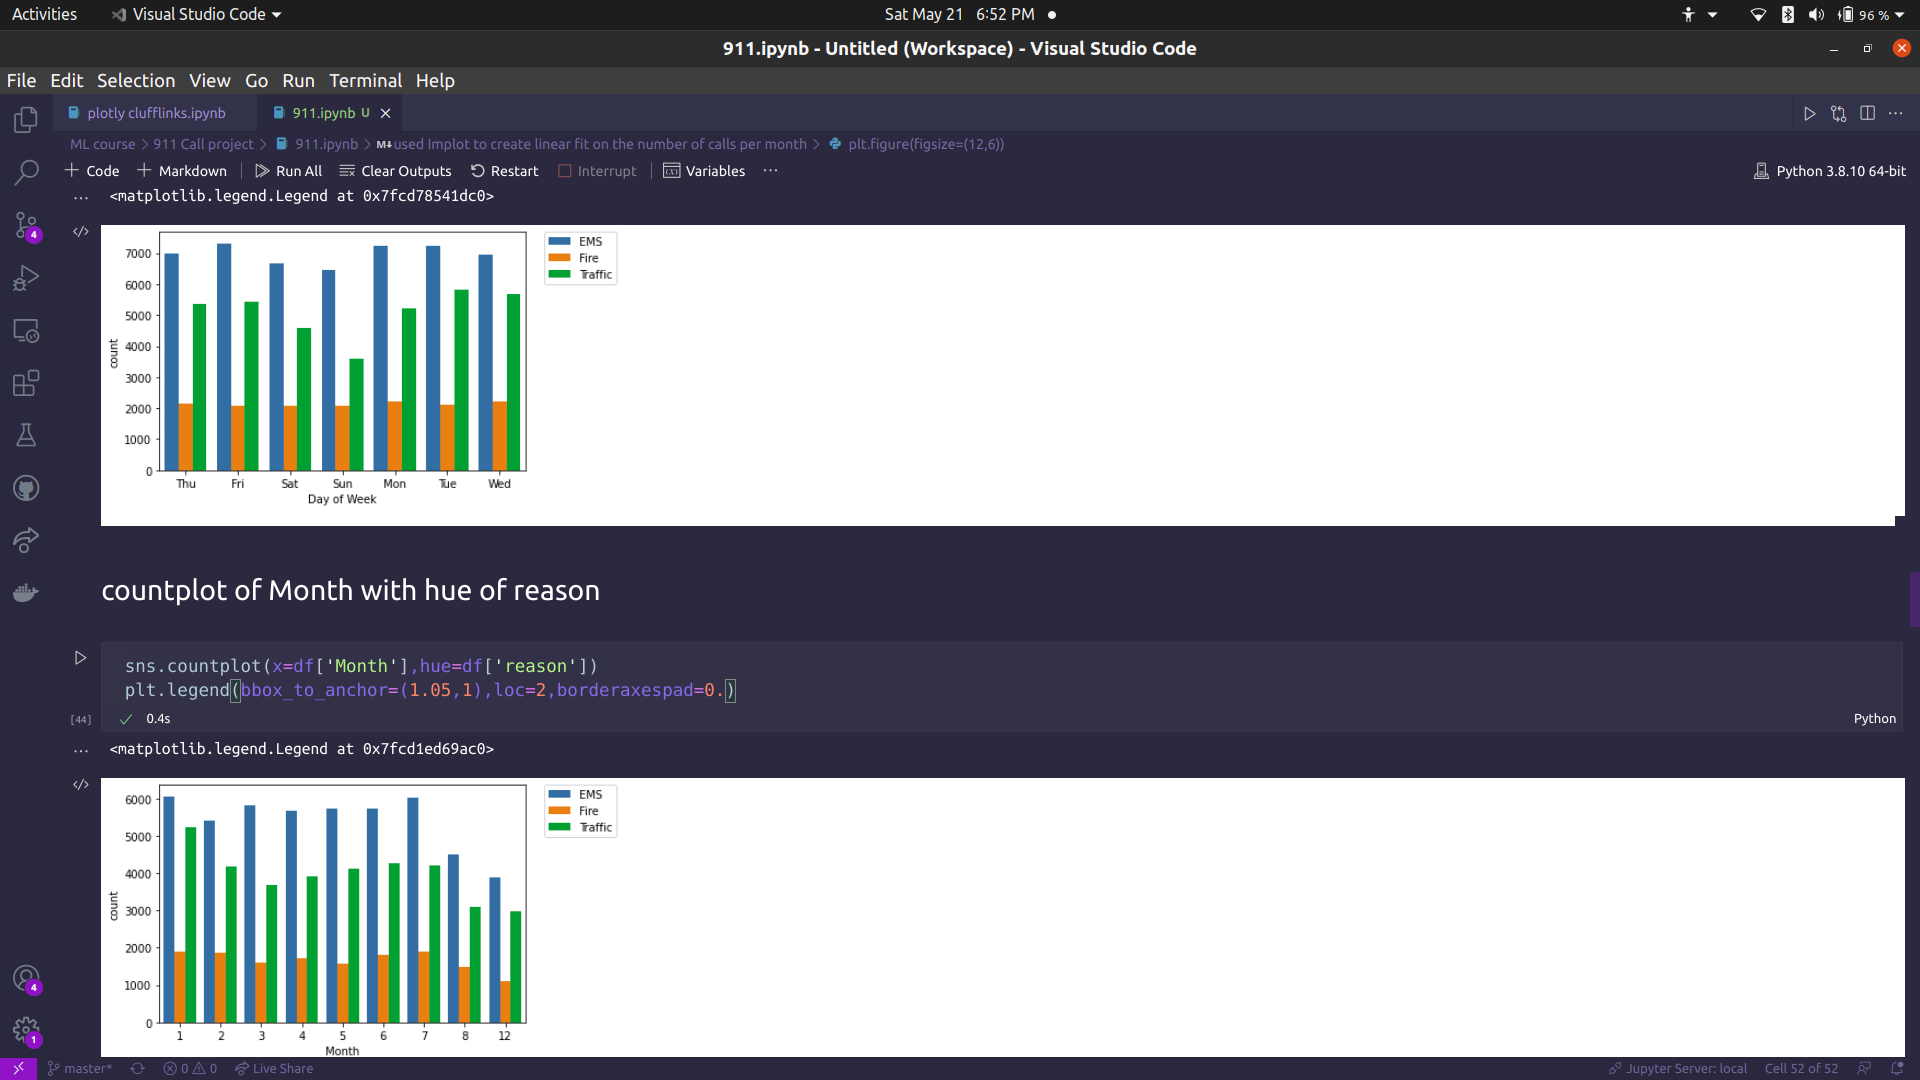 Activities Visual Studio Code Sat May 21 6:52 PM 96 %
911.ipynb - Untitled (Workspace) - Visual Studio Code
File Edit Selection View Go Run Terminal Help
plotly clufflinks.ipynb 911.ipynb U
ML course > 911 Call project > 911.ipynb > M↓used lmplot to create linear fit on the number of calls per month > plt.figure(figsize=(12,6))
+ Code + Markdown Run All Clear Outputs Restart Interrupt Variables ... Python 3.8.10 64-bit
... <matplotlib.legend.Legend at 0x7fcd78541dc0>
EMS
Fire
Traffic
7000
6000
5000
4000
3000
2000
1000
0
count
Thu Fri Sat Sun Mon Tue Wed
Day of Week
countplot of Month with hue of reason
sns.countplot(x=df['Month'],hue=df['reason'])
plt.legend(bbox_to_anchor=(1.05,1),loc=2,borderaxespad=0.)
[44] 0.4s Python
... <matplotlib.legend.Legend at 0x7fcd1ed69ac0>
EMS
Fire
Traffic
6000
5000
4000
3000
2000
1000
0
count
1 2 3 4 5 6 7 8 12
Month
4
4
1
master* 0 0 Live Share Jupyter Server: local Cell 52 of 52